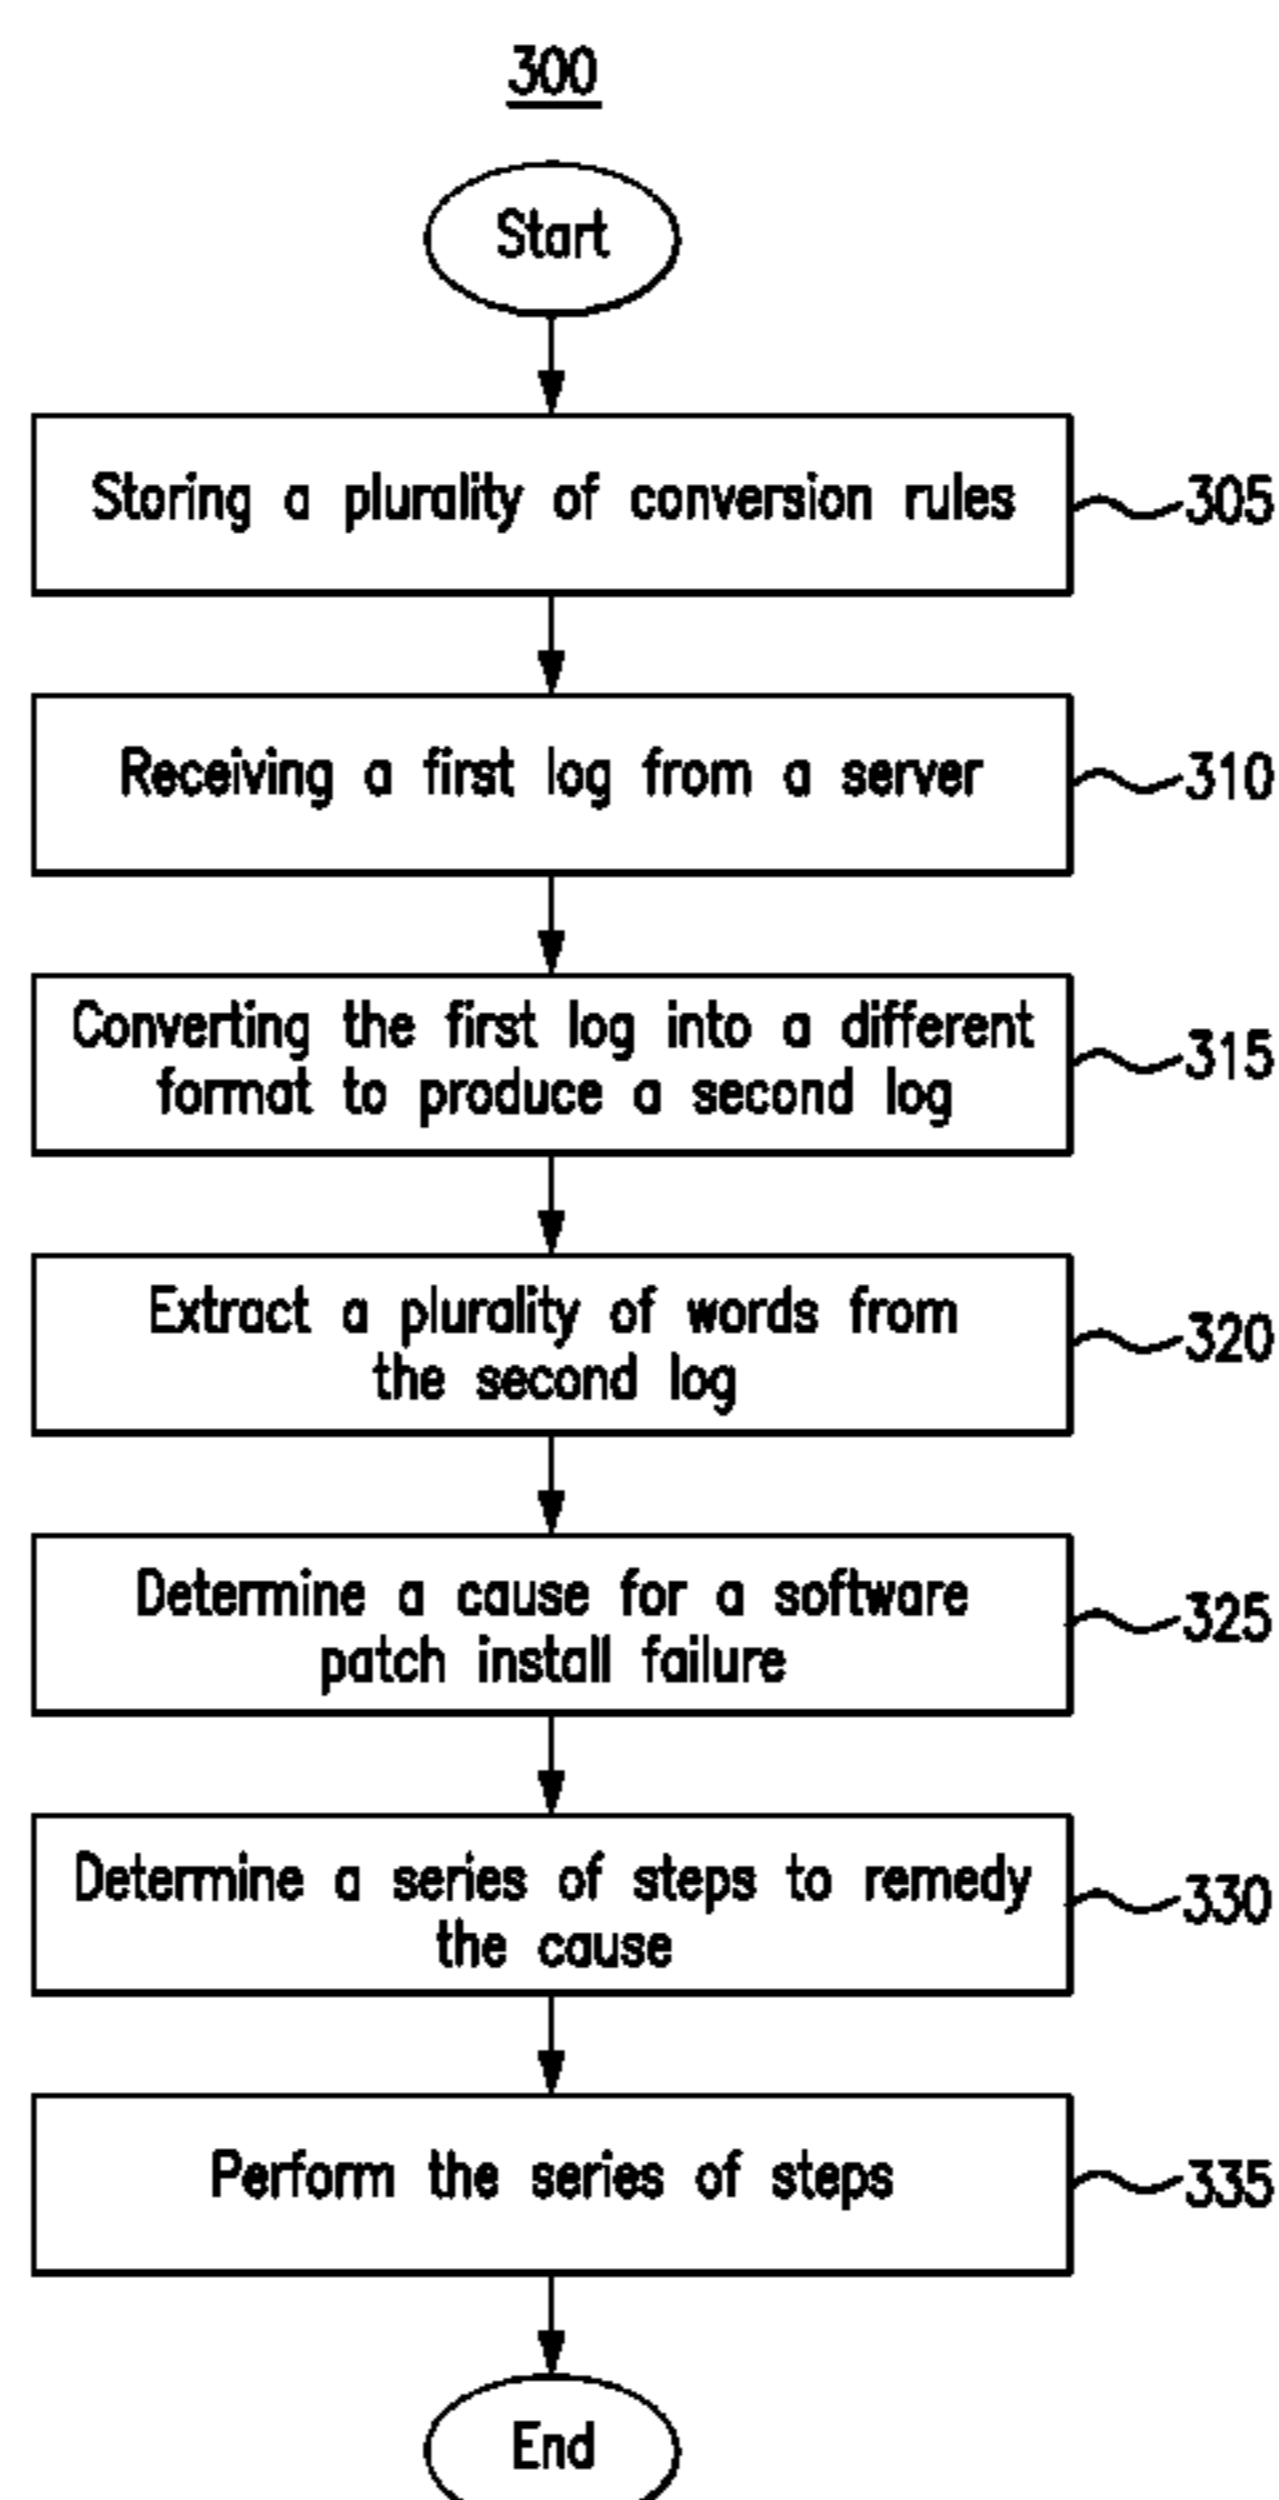 300
Start
Storing a plurality of conversion rules
305
Receiving a first log from a server
310
Converting the first log into a different
format to produce a second log
315
Extract a plurality of words from
the second log
320
Determine a cause for a software
patch install failure
325
Determine a series of steps to remedy
the cause
330
Perform the series of steps
335
End